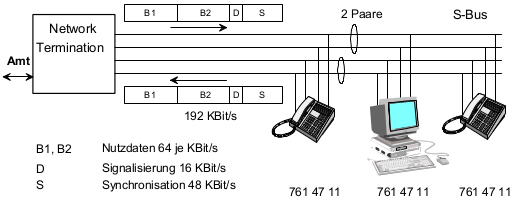 B1 B2 D S
2 Paare S-Bus
Network
Termination
Amt
B1 B2 D S
192 KBit/s
B1, B2 Nutzdaten 64 je KBit/s
D Signalisierung 16 KBit/s
S Synchronisation 48 KBit/s
761 47 11 761 47 11 761 47 11